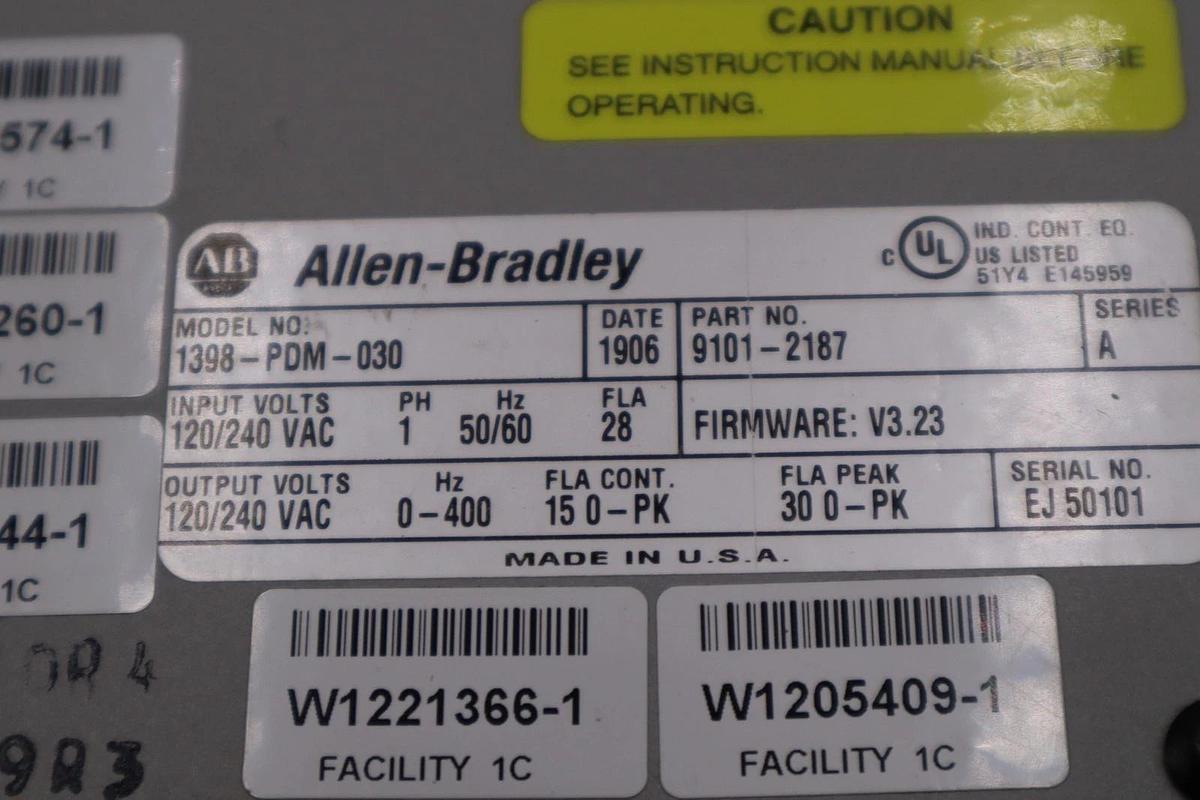 CAUTION
SEE INSTRUCTION MANUAL BEFORE
OPERATING.
574-1
1C
260-1
1C
44-1
1C
AB
Allen-Bradley
C UL IND. CONT. EQ.
US LISTED
51Y4 E145959
MODEL NO.
1398-PDM-030
DATE
1906
PART NO.
9101-2187
SERIES
A
INPUT VOLTS
120/240 VAC
PH
1
Hz
50/60
FLA
28
FIRMWARE: V3.23
OUTPUT VOLTS
120/240 VAC
Hz
0-400
FLA CONT.
15 0-PK
FLA PEAK
30 0-PK
SERIAL NO.
EJ 50101
MADE IN U.S.A.
W1221366-1
FACILITY 1C
W1205409-1
FACILITY 1C